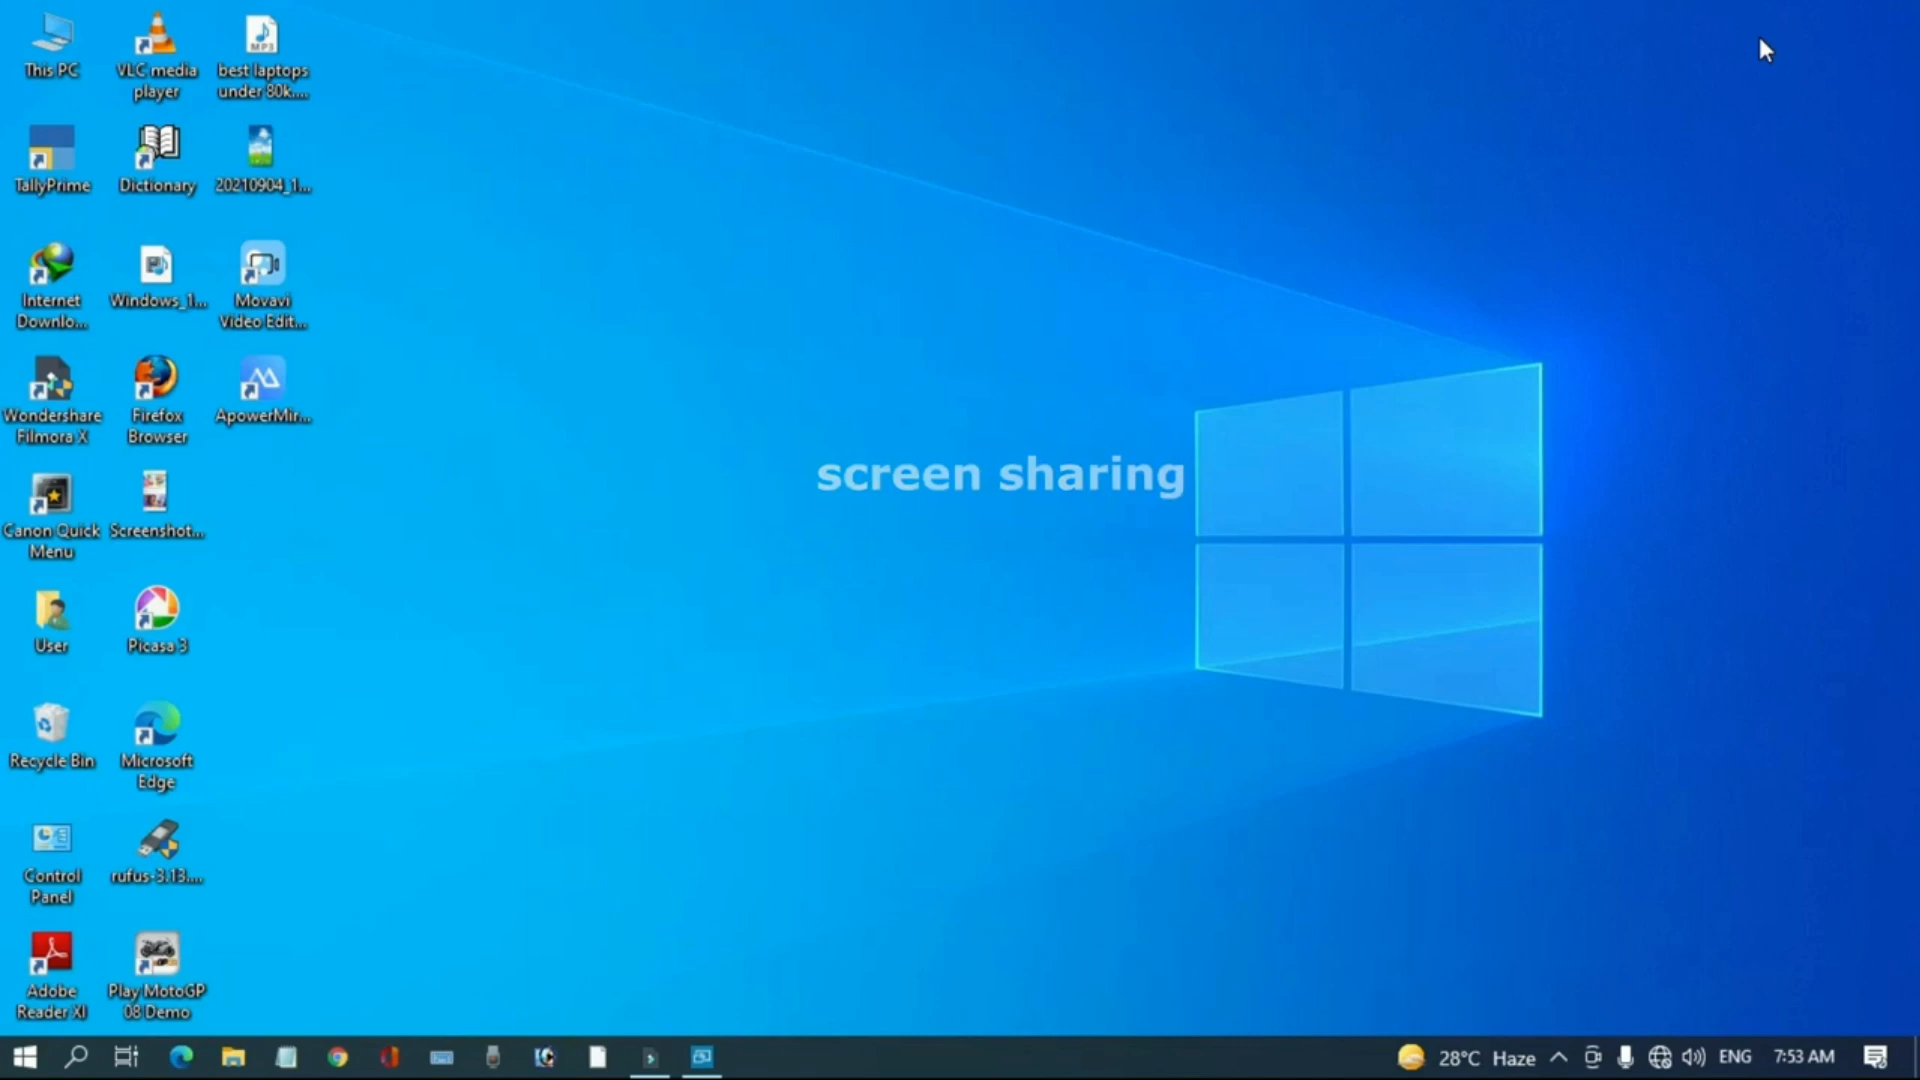 This PC
VLC media
player
best laptops
under 80k....
TallyPrime
Dictionary
20210904_1...
Internet
Downlo...
Windows_1...
Movavi
Video Edit...
Wondershare
Filmora X
Firefox
Browser
ApowerMir...
screen sharing
Canon Quick
Menu
Screenshot...
User
Picasa 3
Recycle Bin
Microsoft
Edge
Control
Panel
rufus-3.13....
Adobe
Reader XI
Play MotoGP
08 Demo
MP3
28°C Haze
ENG
7:53 AM